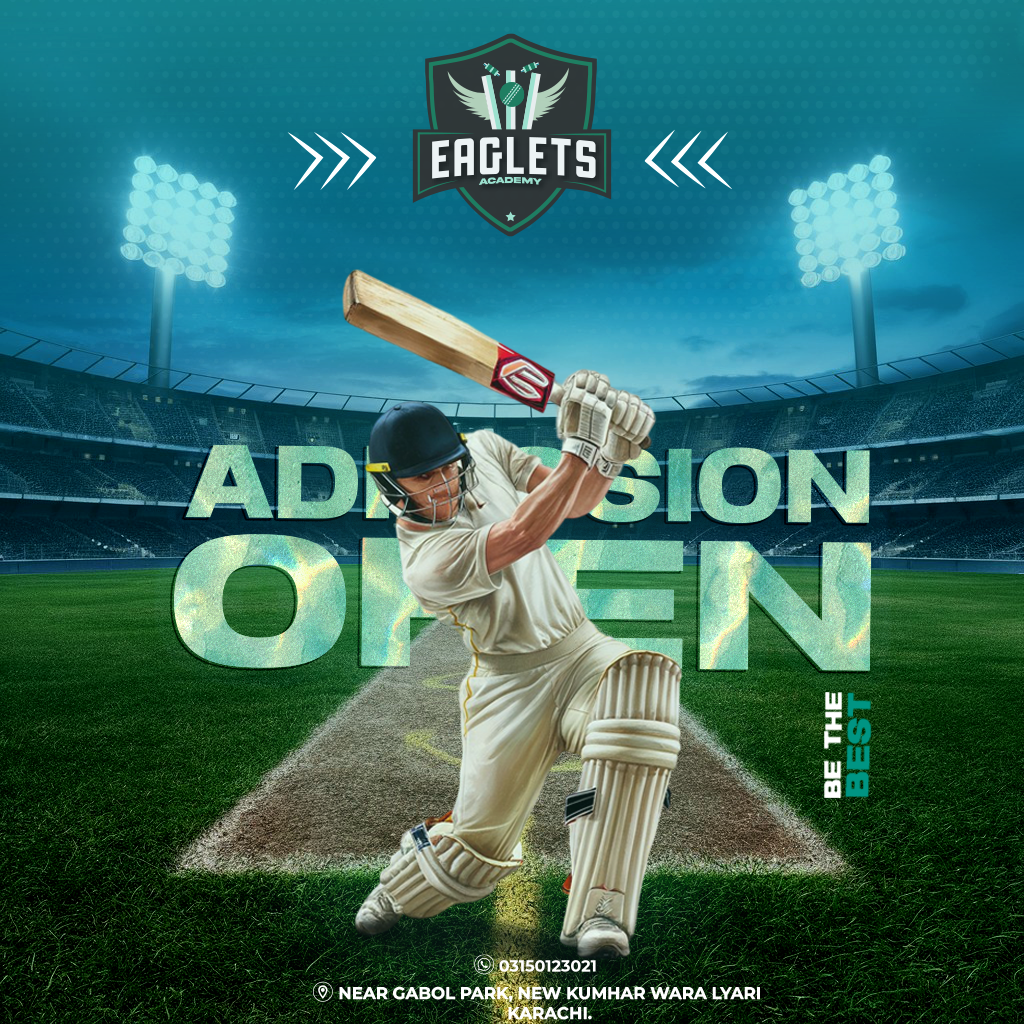 EAGLETS
ACADEMY
ADMISSION
OPEN
BE THE
BEST
03150123021
NEAR GABOL PARK, NEW KUMHAR WARA LYARI
KARACHI.